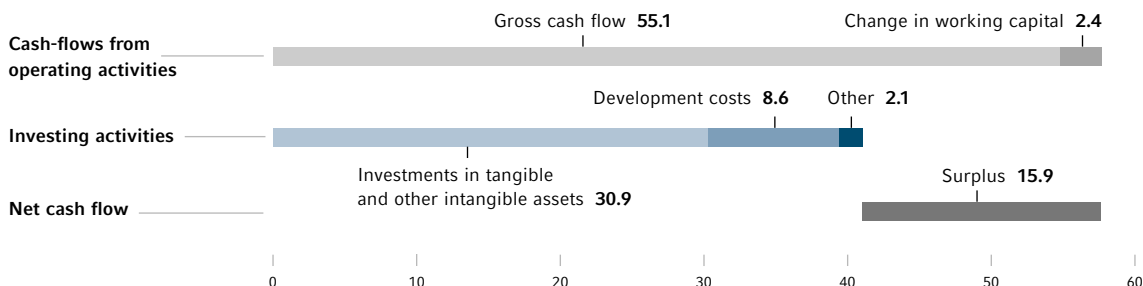 Gross cash flow 55.1
Change in working capital 2.4
Cash-flows from
operating activities
Development costs 8.6
Other 2.1
Investing activities
Investments in tangible
and other intangible assets 30.9
Surplus 15.9
Net cash flow
0 10 20 30 40 50 60